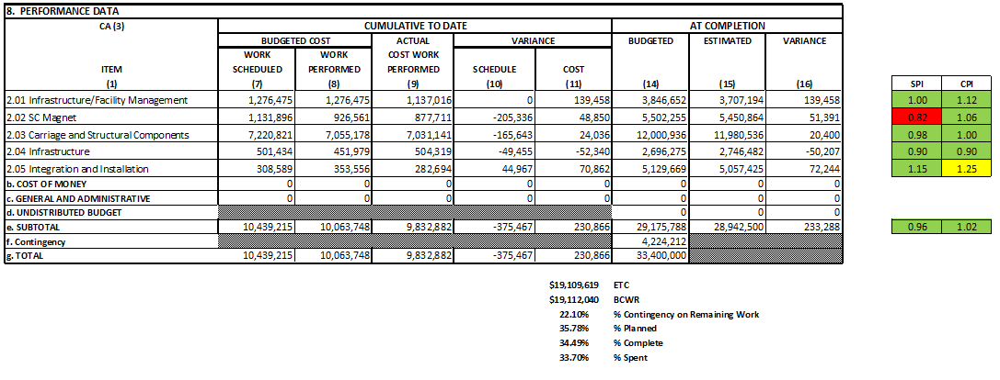 8. PERFORMANCE DATA
CA (3) CUMULATIVE TO DATE AT COMPLETION
BUDGETED COST ACTUAL VARIANCE BUDGETED ESTIMATED VARIANCE
WORK WORK COST WORK
ITEM SCHEDULED PERFORMED PERFORMED SCHEDULE COST
(1) (7) (8) (9) (10) (11) (14) (15) (16) SPI CPI
2.01 Infrastructure/Facility Management 1,276,475 1,276,475 1,137,016 0 139,458 3,846,652 3,707,194 139,458 1.00 1.12
2.02 SC Magnet 1,131,896 926,561 877,711 -205,336 48,850 5,502,255 5,450,864 51,391 0.82 1.06
2.03 Carriage and Structural Components 7,220,821 7,055,178 7,031,141 -165,643 24,036 12,000,936 11,980,536 20,400 0.98 1.00
2.04 Infrastructure 501,434 451,979 504,319 -49,455 -52,340 2,696,275 2,746,482 -50,207 0.90 0.90
2.05 Integration and Installation 308,589 353,556 282,694 44,967 70,862 5,129,669 5,057,425 72,244 1.15 1.25
b. COST OF MONEY 0 0 0 0 0 0 0 0
c. GENERAL AND ADMINISTRATIVE 0 0 0 0 0 0 0 0
d. UNDISTRIBUTED BUDGET 0 0 0
e. SUBTOTAL 10,439,215 10,063,748 9,832,882 -375,467 230,866 29,175,788 28,942,500 233,288 0.96 1.02
f. Contingency 4,224,212
g. TOTAL 10,439,215 10,063,748 9,832,882 -375,467 230,866 33,400,000
$19,109,619 ETC
$19,112,040 BCWR
22.10% % Contingency on Remaining Work
35.78% % Planned
34.49% % Complete
33.70% % Spent